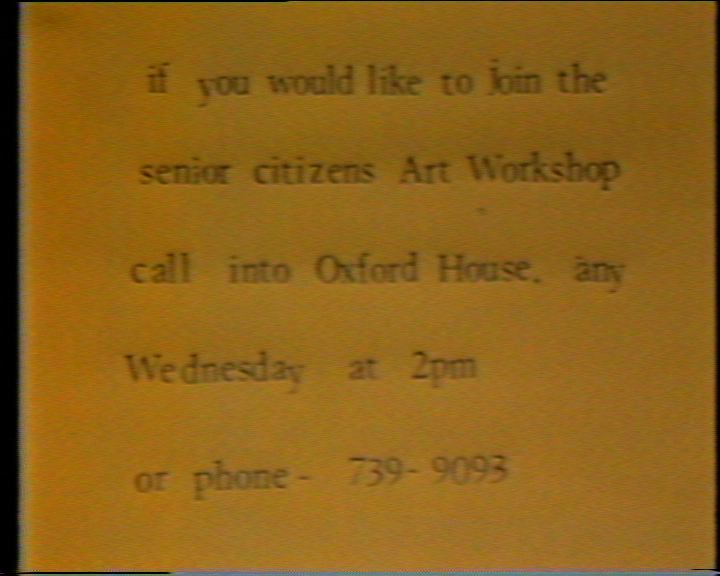 if you would like to join the
senior citizens Art Workshop
call into Oxford House. any
Wednesday at 2pm
or phone- 739-9093